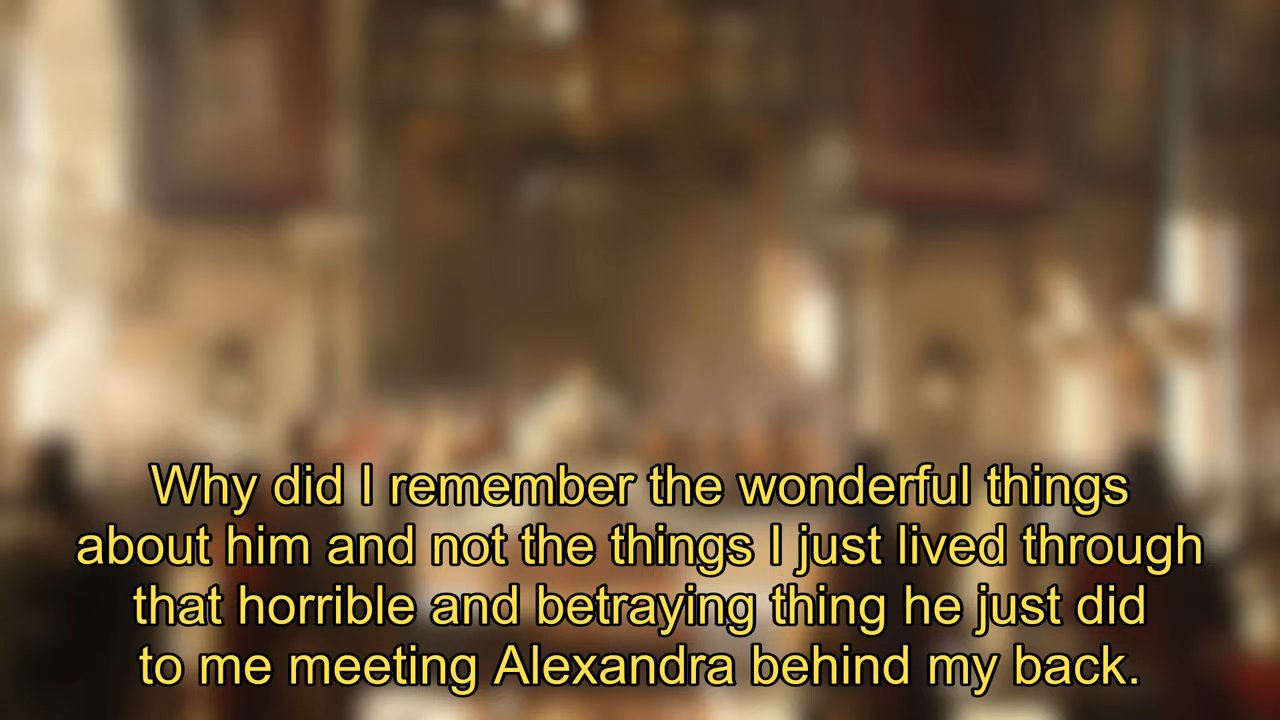 Why did I remember the wonderful things
about him and not the things I just lived through
that horrible and betraying thing he just did
to me meeting Alexandra behind my back.